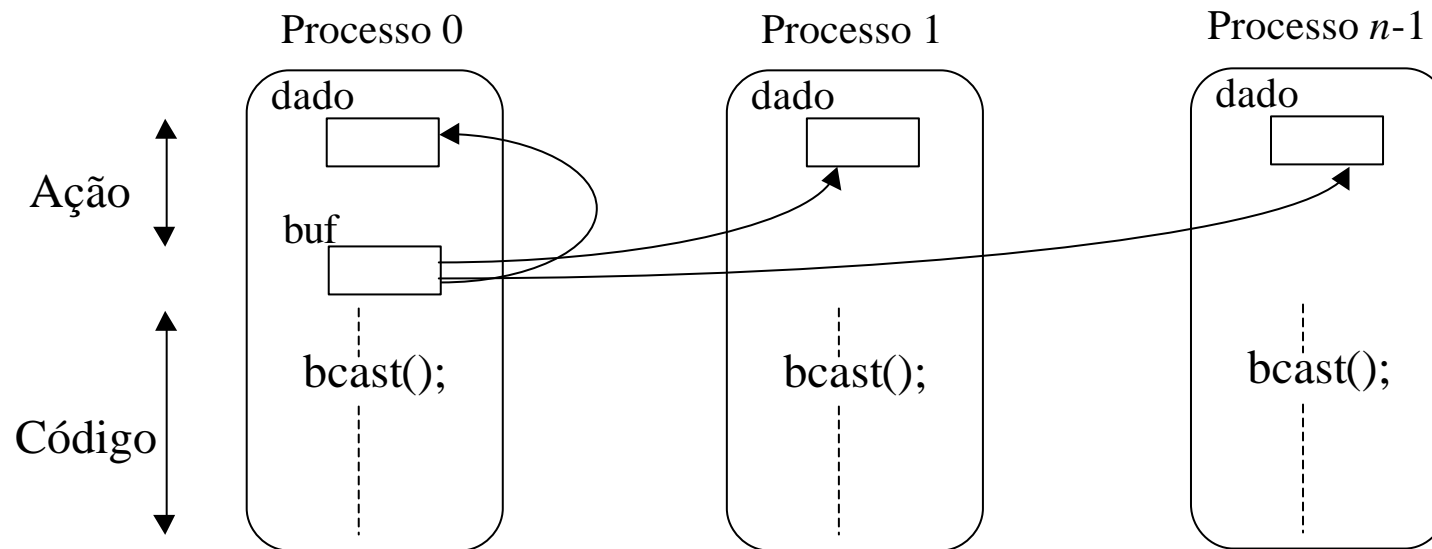 Processo 0
Processo 1
Processo n-1
dado
dado
dado
Ação
buf
bcast();
bcast();
bcast();
Código